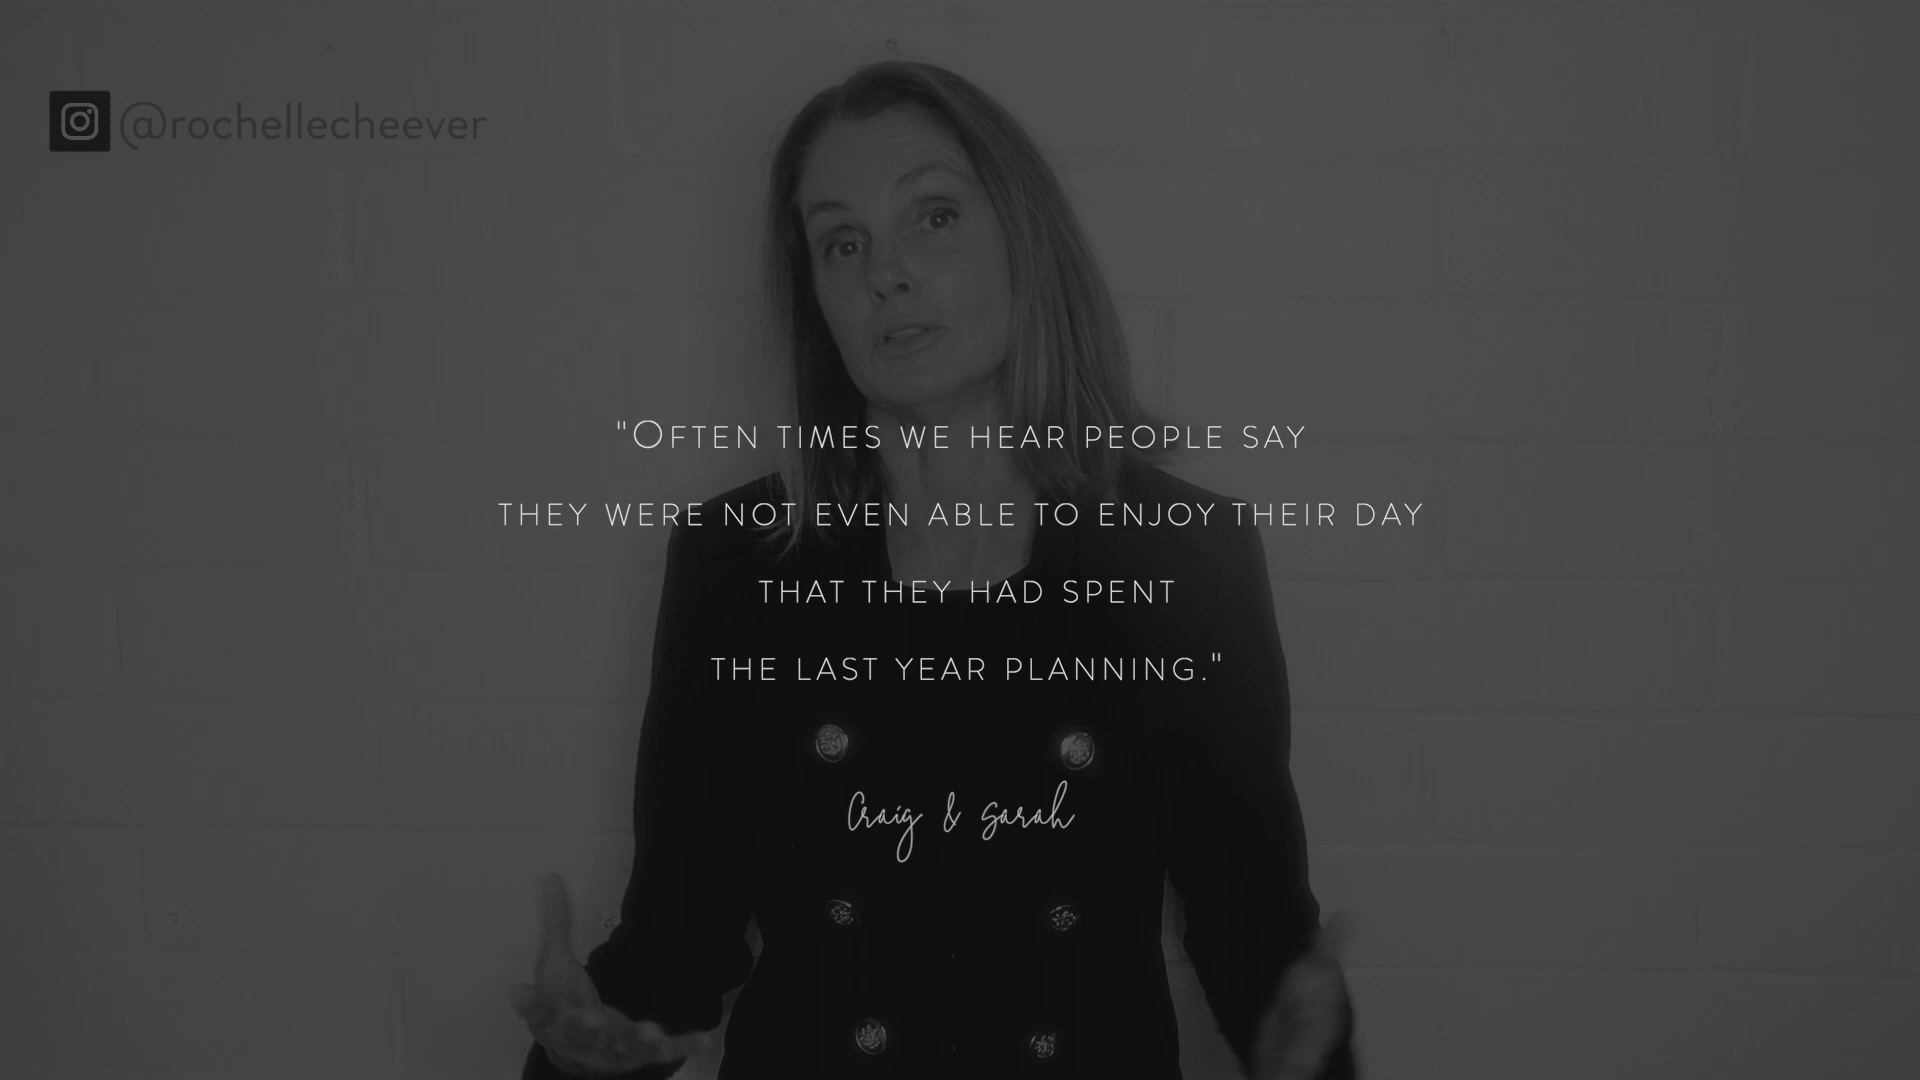 @rochellecheever
"Often times we hear people say
they were not even able to enjoy their day
that they had spent
the last year planning."
Craig & Sarah